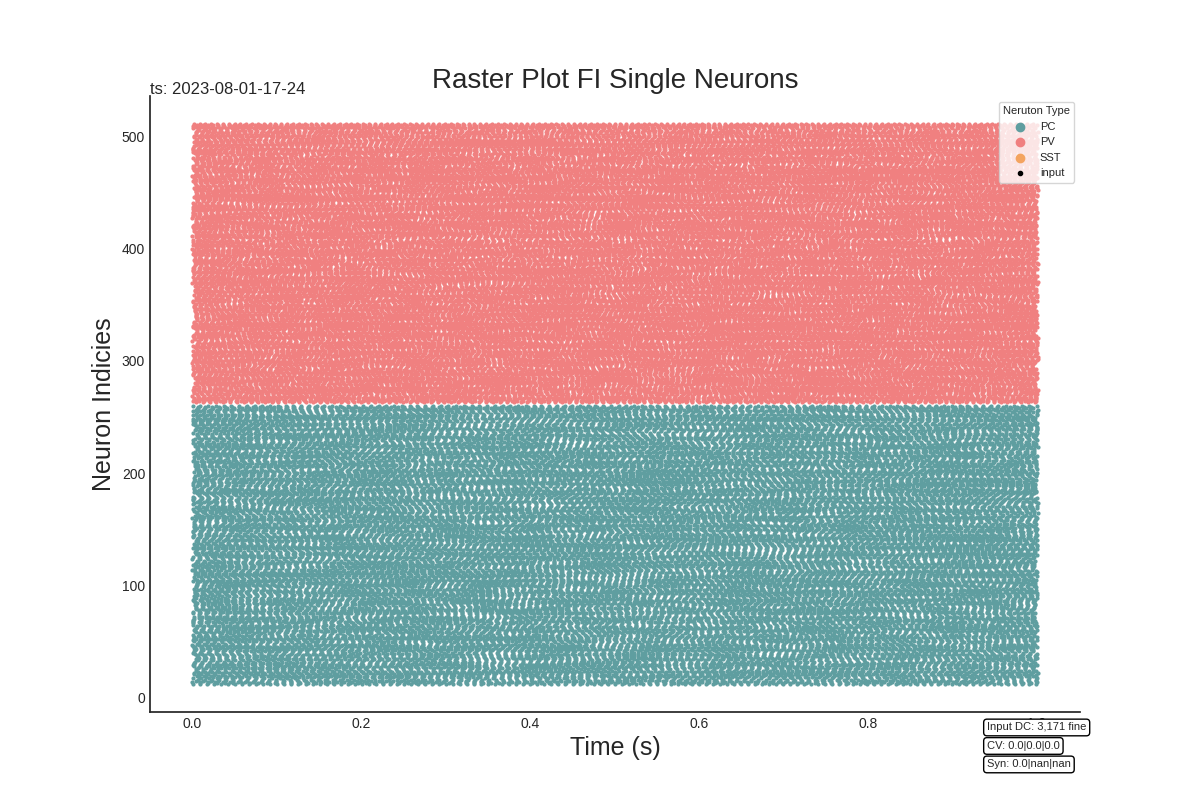 Raster Plot FI Single Neurons
ts: 2023-08-01-17-24
Neruton Type
PC
PV
SST
input
500
400
300
200
100
0
Neuron Indicies
0.0 0.2 0.4 0.6 0.8
Time (s)
Input DC: 3,171 fine
CV: 0.0|0.0|0.0
Syn: 0.0|nan|nan